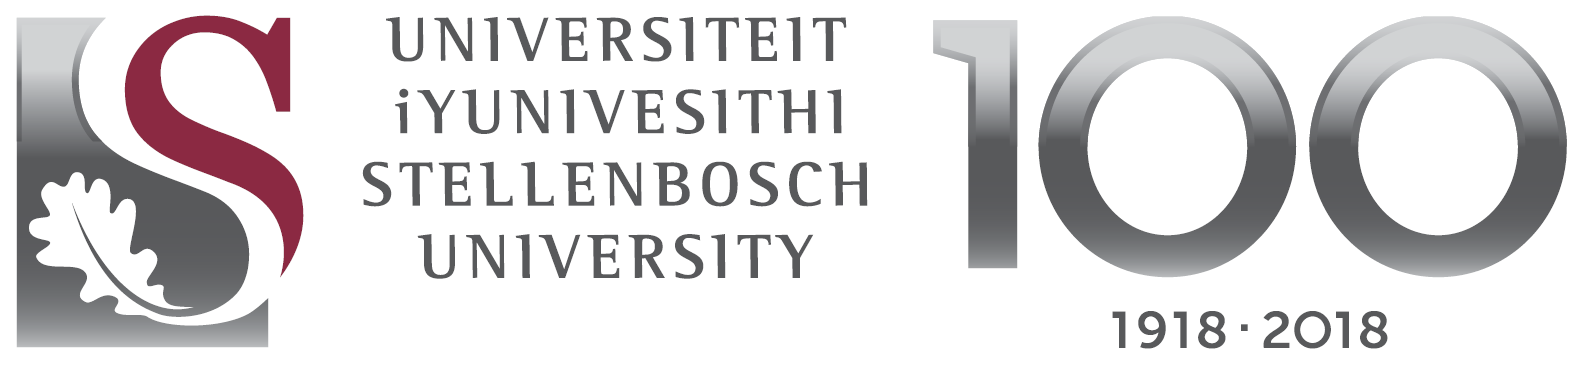 S
UNIVERSITEIT
iYUNIVESITHI
STELLENBOSCH
UNIVERSITY
100
1918 · 2018